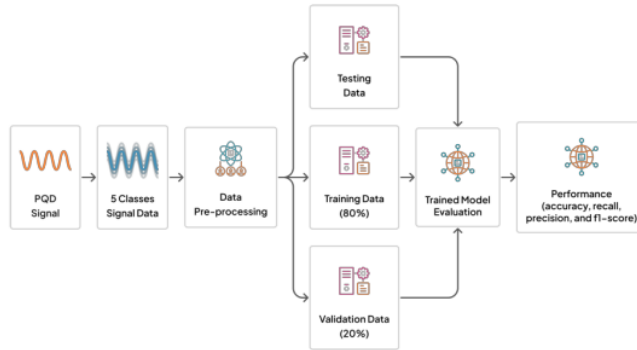 PQD
Signal
5 Classes
Signal Data
Data
Pre-processing
Testing
Data
Training Data
(80%)
Validation Data
(20%)
Trained Model
Evaluation
Performance
(accuracy, recall,
precision, and f1-score)